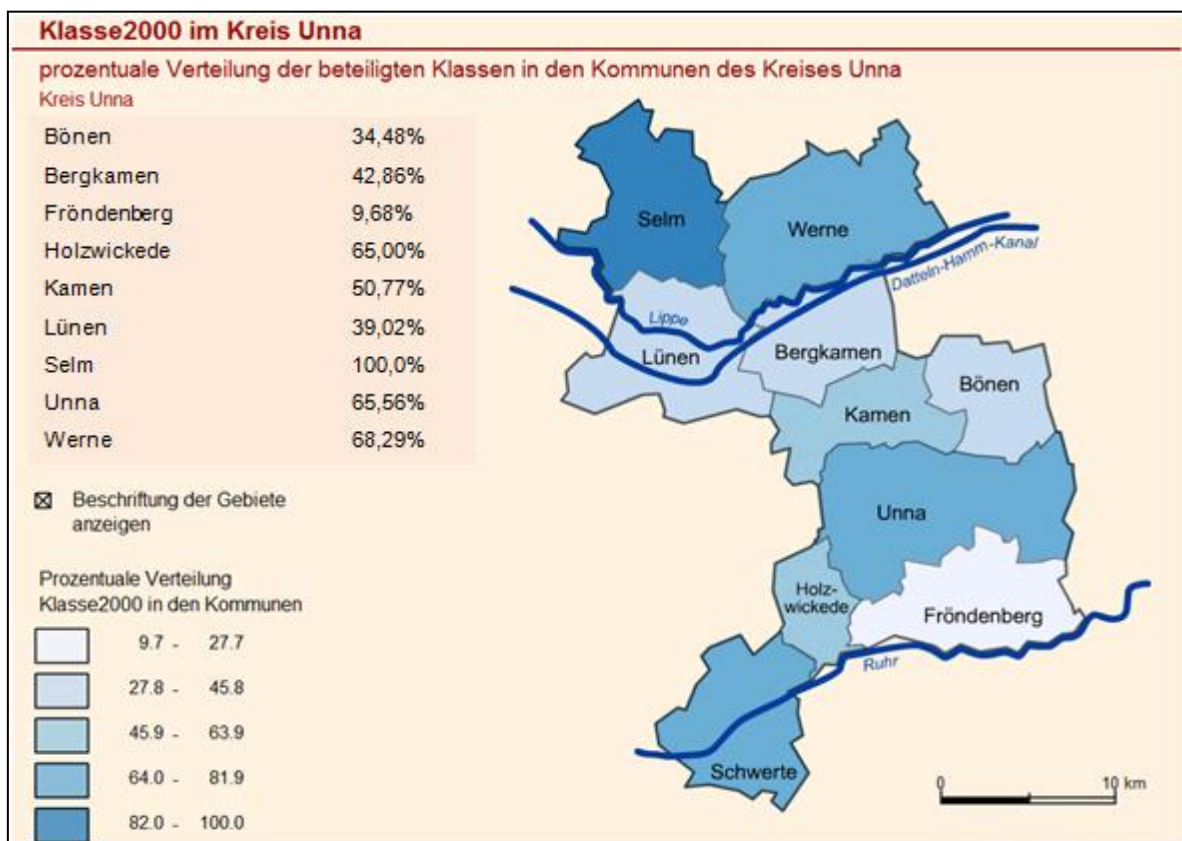 Klasse2000 im Kreis Unna
prozentuale Verteilung der beteiligten Klassen in den Kommunen des Kreises Unna
Kreis Unna
Bönen 34,48%
Bergkamen 42,86%
Fröndenberg 9,68%
Holzwickede 65,00%
Kamen 50,77%
Lünen 39,02%
Selm 100,0%
Unna 65,56%
Werne 68,29%
Beschriftung der Gebiete
anzeigen
Prozentuale Verteilung
Klasse2000 in den Kommunen
9.7 - 27.7
27.8 - 45.8
45.9 - 63.9
64.0 - 81.9
82.0 - 100.0
Selm
Werne
Datteln-Hamm-Kanal
Lippe
Lünen
Bergkamen
Bönen
Kamen
Unna
Holz-
wickede
Fröndenberg
Ruhr
Schwerte
0 10 km